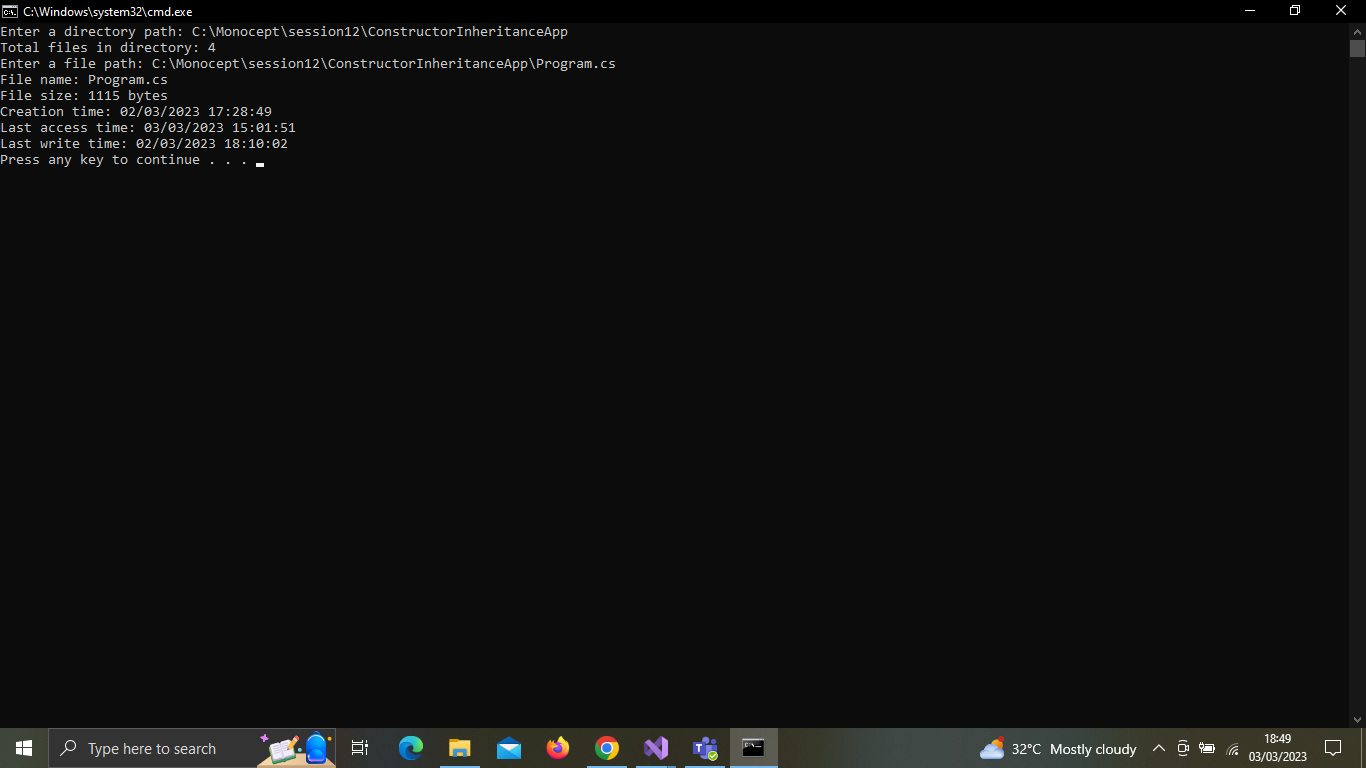 C:\Windows\system32\cmd.exe
Enter a directory path: C:\Monocept\session12\ConstructorInheritanceApp
Total files in directory: 4
Enter a file path: C:\Monocept\session12\ConstructorInheritanceApp\Program.cs
File name: Program.cs
File size: 1115 bytes
Creation time: 02/03/2023 17:28:49
Last access time: 03/03/2023 15:01:51
Last write time: 02/03/2023 18:10:02
Press any key to continue . . .
Type here to search
32°C Mostly cloudy
18:49
03/03/2023